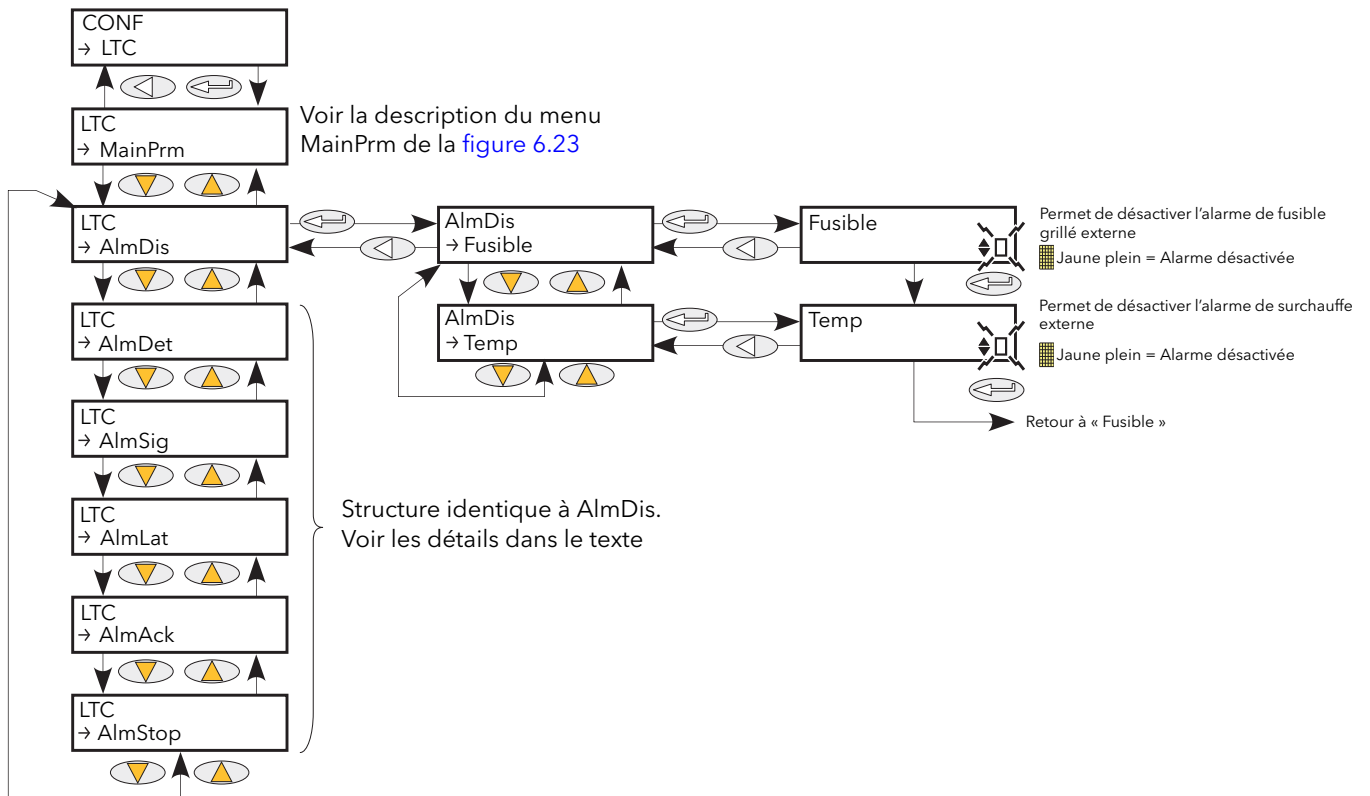 CONF
→ LTC
LTC
→ MainPrm
Voir la description du menu
MainPrm de la figure 6.23
LTC
→ AlmDis
AlmDis
→ Fusible
Fusible
Permet de désactiver l'alarme de fusible
grillé externe
Jaune plein = Alarme désactivée
LTC
→ AlmDet
AlmDis
→ Temp
Temp
Permet de désactiver l'alarme de surchauffe
externe
Jaune plein = Alarme désactivée
Retour à « Fusible »
LTC
→ AlmSig
LTC
→ AlmLat
Structure identique à AlmDis.
Voir les détails dans le texte
LTC
→ AlmAck
LTC
→ AlmStop